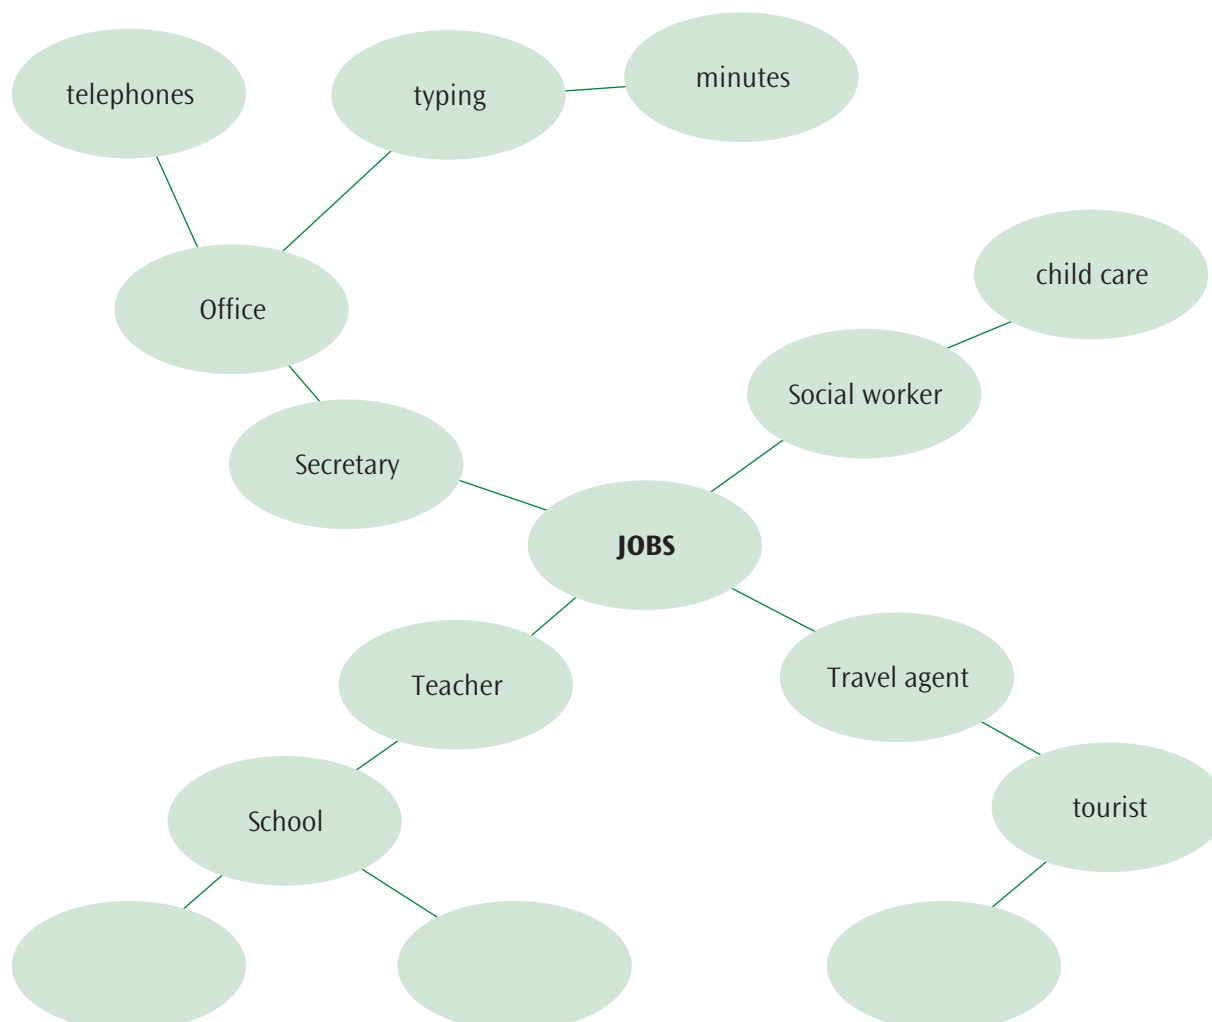 minutes
telephones
typing
child care
Office
Social worker
Secretary
JOBS
Travel agent
Teacher
tourist
School